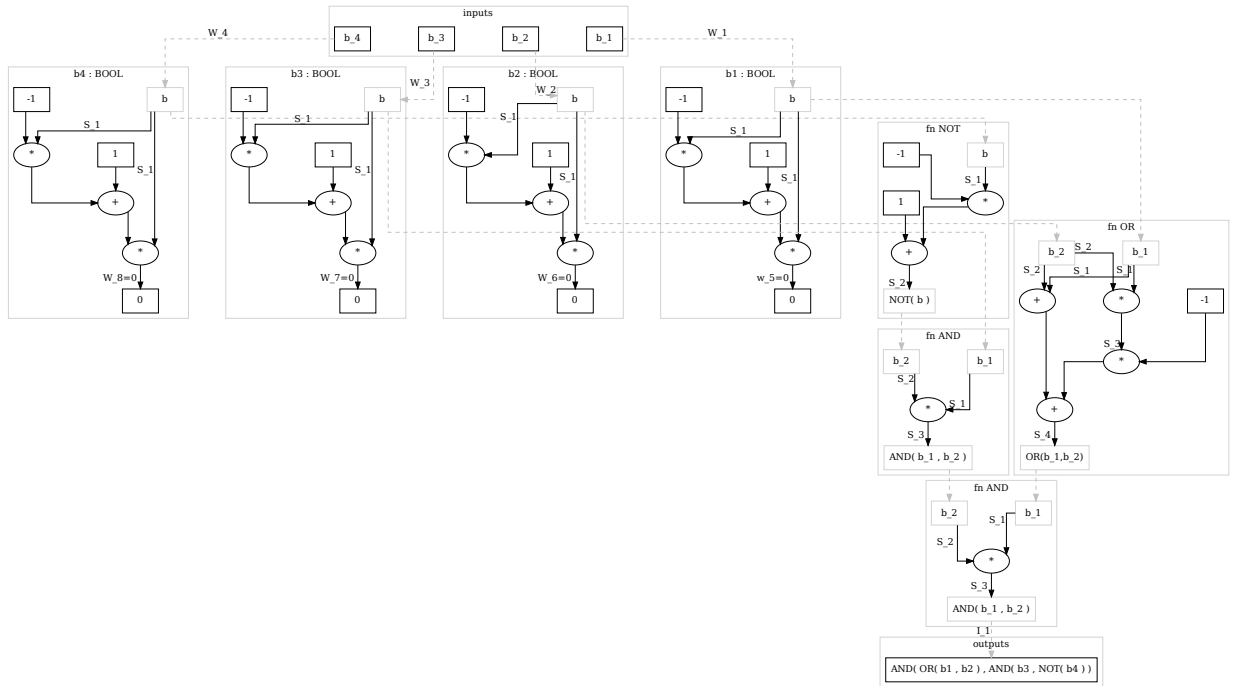 inputs
b_4
b_3
b_2
b_1
W_4
W_3
W_2
W_1
b4 : BOOL
-1
b
S_1
*
1
S_1
+
*
W_8=0
0
b3 : BOOL
-1
b
S_1
*
1
S_1
+
*
W_7=0
0
b2 : BOOL
-1
b
S_1
*
1
S_1
+
*
W_6=0
0
b1 : BOOL
-1
b
S_1
*
1
S_1
+
*
w_5=0
0
fn NOT
-1
b
S_1
1
*
+
S_2
NOT( b )
fn OR
b_2
S_2
b_1
S_2
S_1
S_1
+
*
-1
S_3
*
+
S_4
OR(b_1,b_2)
fn AND
b_2
b_1
S_2
S_1
*
S_3
AND( b_1 , b_2 )
fn AND
b_2
b_1
S_1
S_2
*
S_3
AND( b_1 , b_2 )
I_1
outputs
AND( OR( b1 , b2 ) , AND( b3 , NOT( b4 ) )